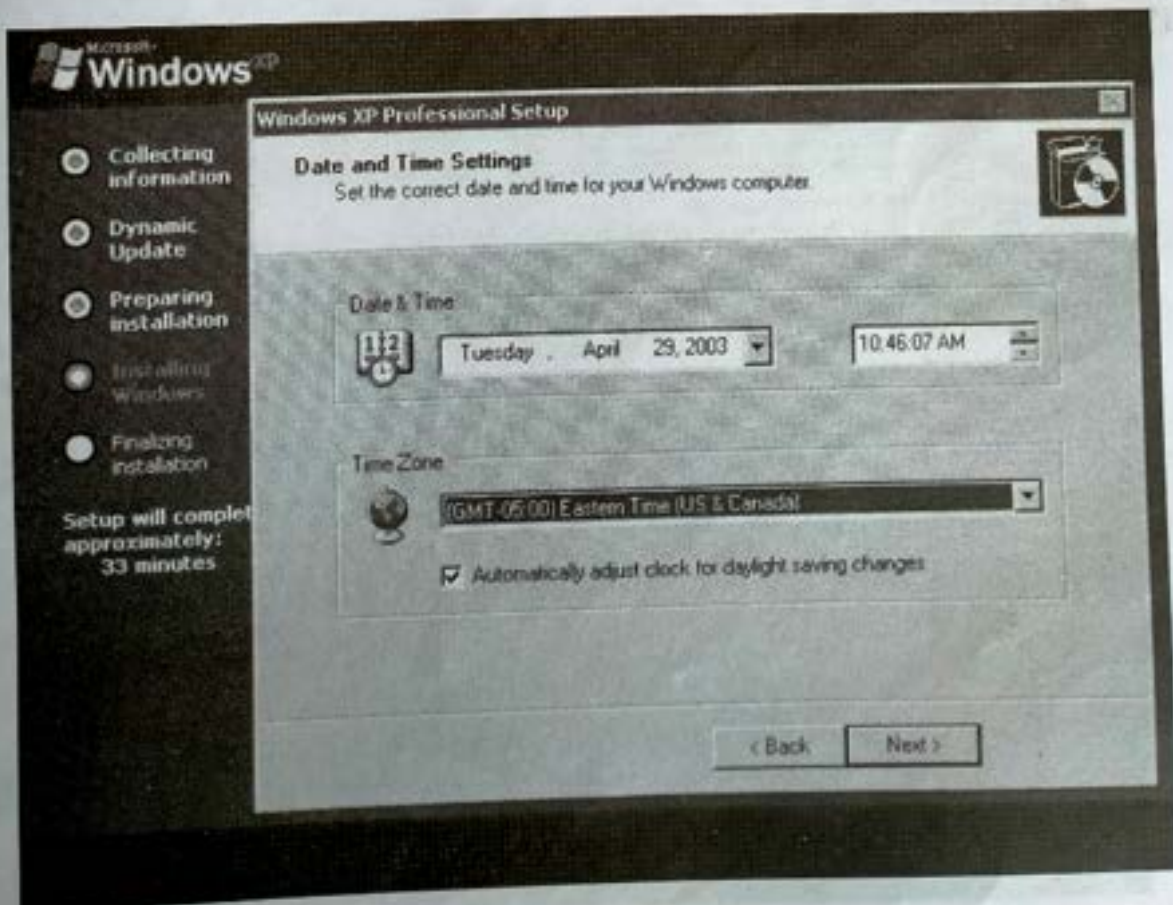 Microsoft
Windows xp
Windows XP Professional Setup
Collecting
information
Dynamic
Update
Preparing
installation
Installing
Windows
Finalizing
installation
Setup will complet
approximately:
33 minutes
Date and Time Settings
Set the correct date and time for your Windows computer.
Date & Time
12
Tuesday , April 29, 2003
10:46:07 AM
Time Zone
(GMT-05:00) Eastern Time (US & Canada)
Automatically adjust clock for daylight saving changes
< Back
Next >